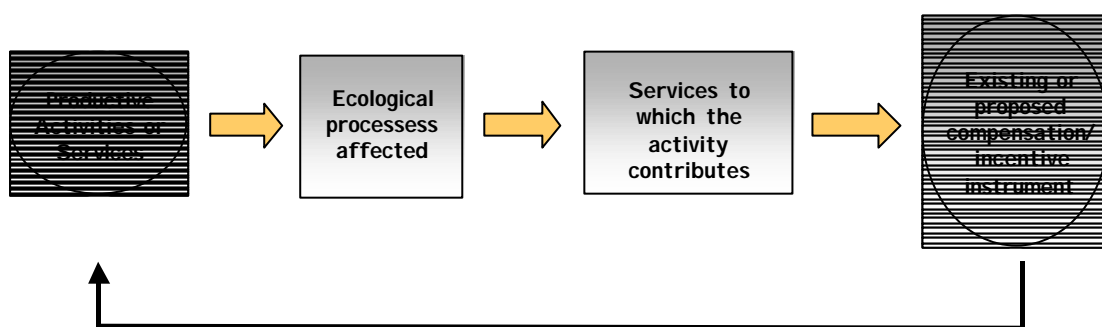 Productive
Activities or
Services
Ecological
processess
affected
Services to
which the
activity
contributes
Existing or
proposed
compensation/
incentive
instrument